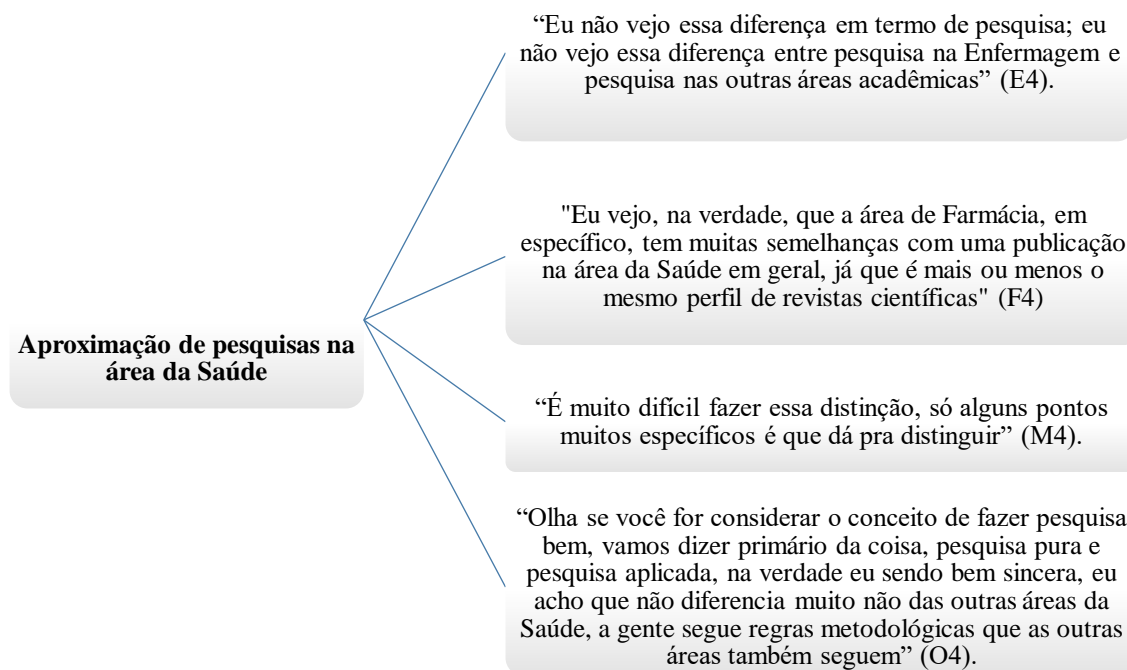 “Eu não vejo essa diferença em termo de pesquisa; eu
não vejo essa diferença entre pesquisa na Enfermagem e
pesquisa nas outras áreas acadêmicas” (E4).
"Eu vejo, na verdade, que a área de Farmácia, em
específico, tem muitas semelhanças com uma publicação
na área da Saúde em geral, já que é mais ou menos o
mesmo perfil de revistas científicas" (F4)
Aproximação de pesquisas na
área da Saúde
“É muito difícil fazer essa distinção, só alguns pontos
muitos específicos é que dá pra distinguir” (M4).
“Olha se você for considerar o conceito de fazer pesquisa
bem, vamos dizer primário da coisa, pesquisa pura e
pesquisa aplicada, na verdade eu sendo bem sincera, eu
acho que não diferencia muito não das outras áreas da
Saúde, a gente segue regras metodológicas que as outras
áreas também seguem” (O4).